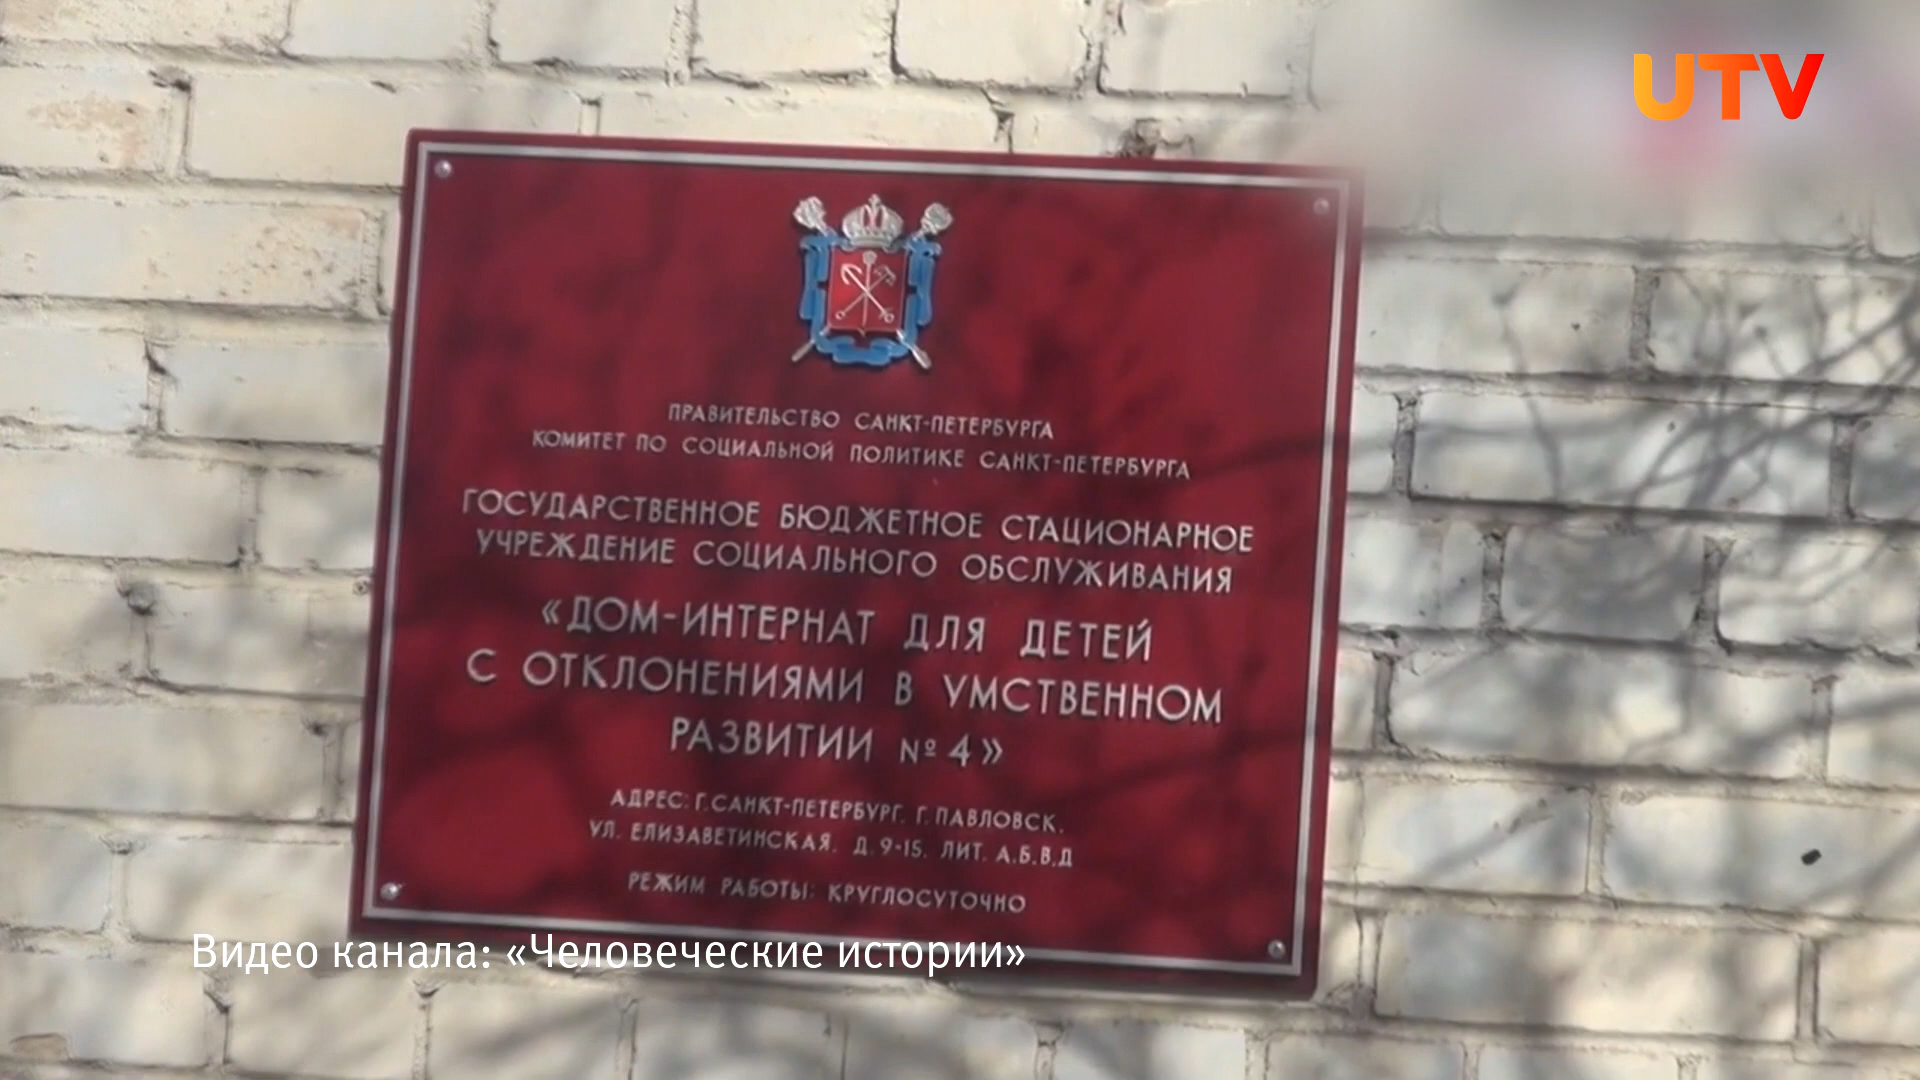 UTV
ПРАВИТЕЛЬСТВО САНКТ-ПЕТЕРБУРГА
КОМИТЕТ ПО СОЦИАЛЬНОЙ ПОЛИТИКЕ САНКТ-ПЕТЕРБУРГА
ГОСУДАРСТВЕННОЕ БЮДЖЕТНОЕ СТАЦИОНАРНОЕ
УЧРЕЖДЕНИЕ СОЦИАЛЬНОГО ОБСЛУЖИВАНИЯ
«ДОМ-ИНТЕРНАТ ДЛЯ ДЕТЕЙ
С ОТКЛОНЕНИЯМИ В УМСТВЕННОМ
РАЗВИТИИ №4»
АДРЕС: Г.САНКТ-ПЕТЕРБУРГ, Г.ПАВЛОВСК,
УЛ. ЕЛИЗАВЕТИНСКАЯ, Д.9-15, ЛИТ. А,Б,В,Д
РЕЖИМ РАБОТЫ: КРУГЛОСУТОЧНО
Видео канала: «Человеческие истории»